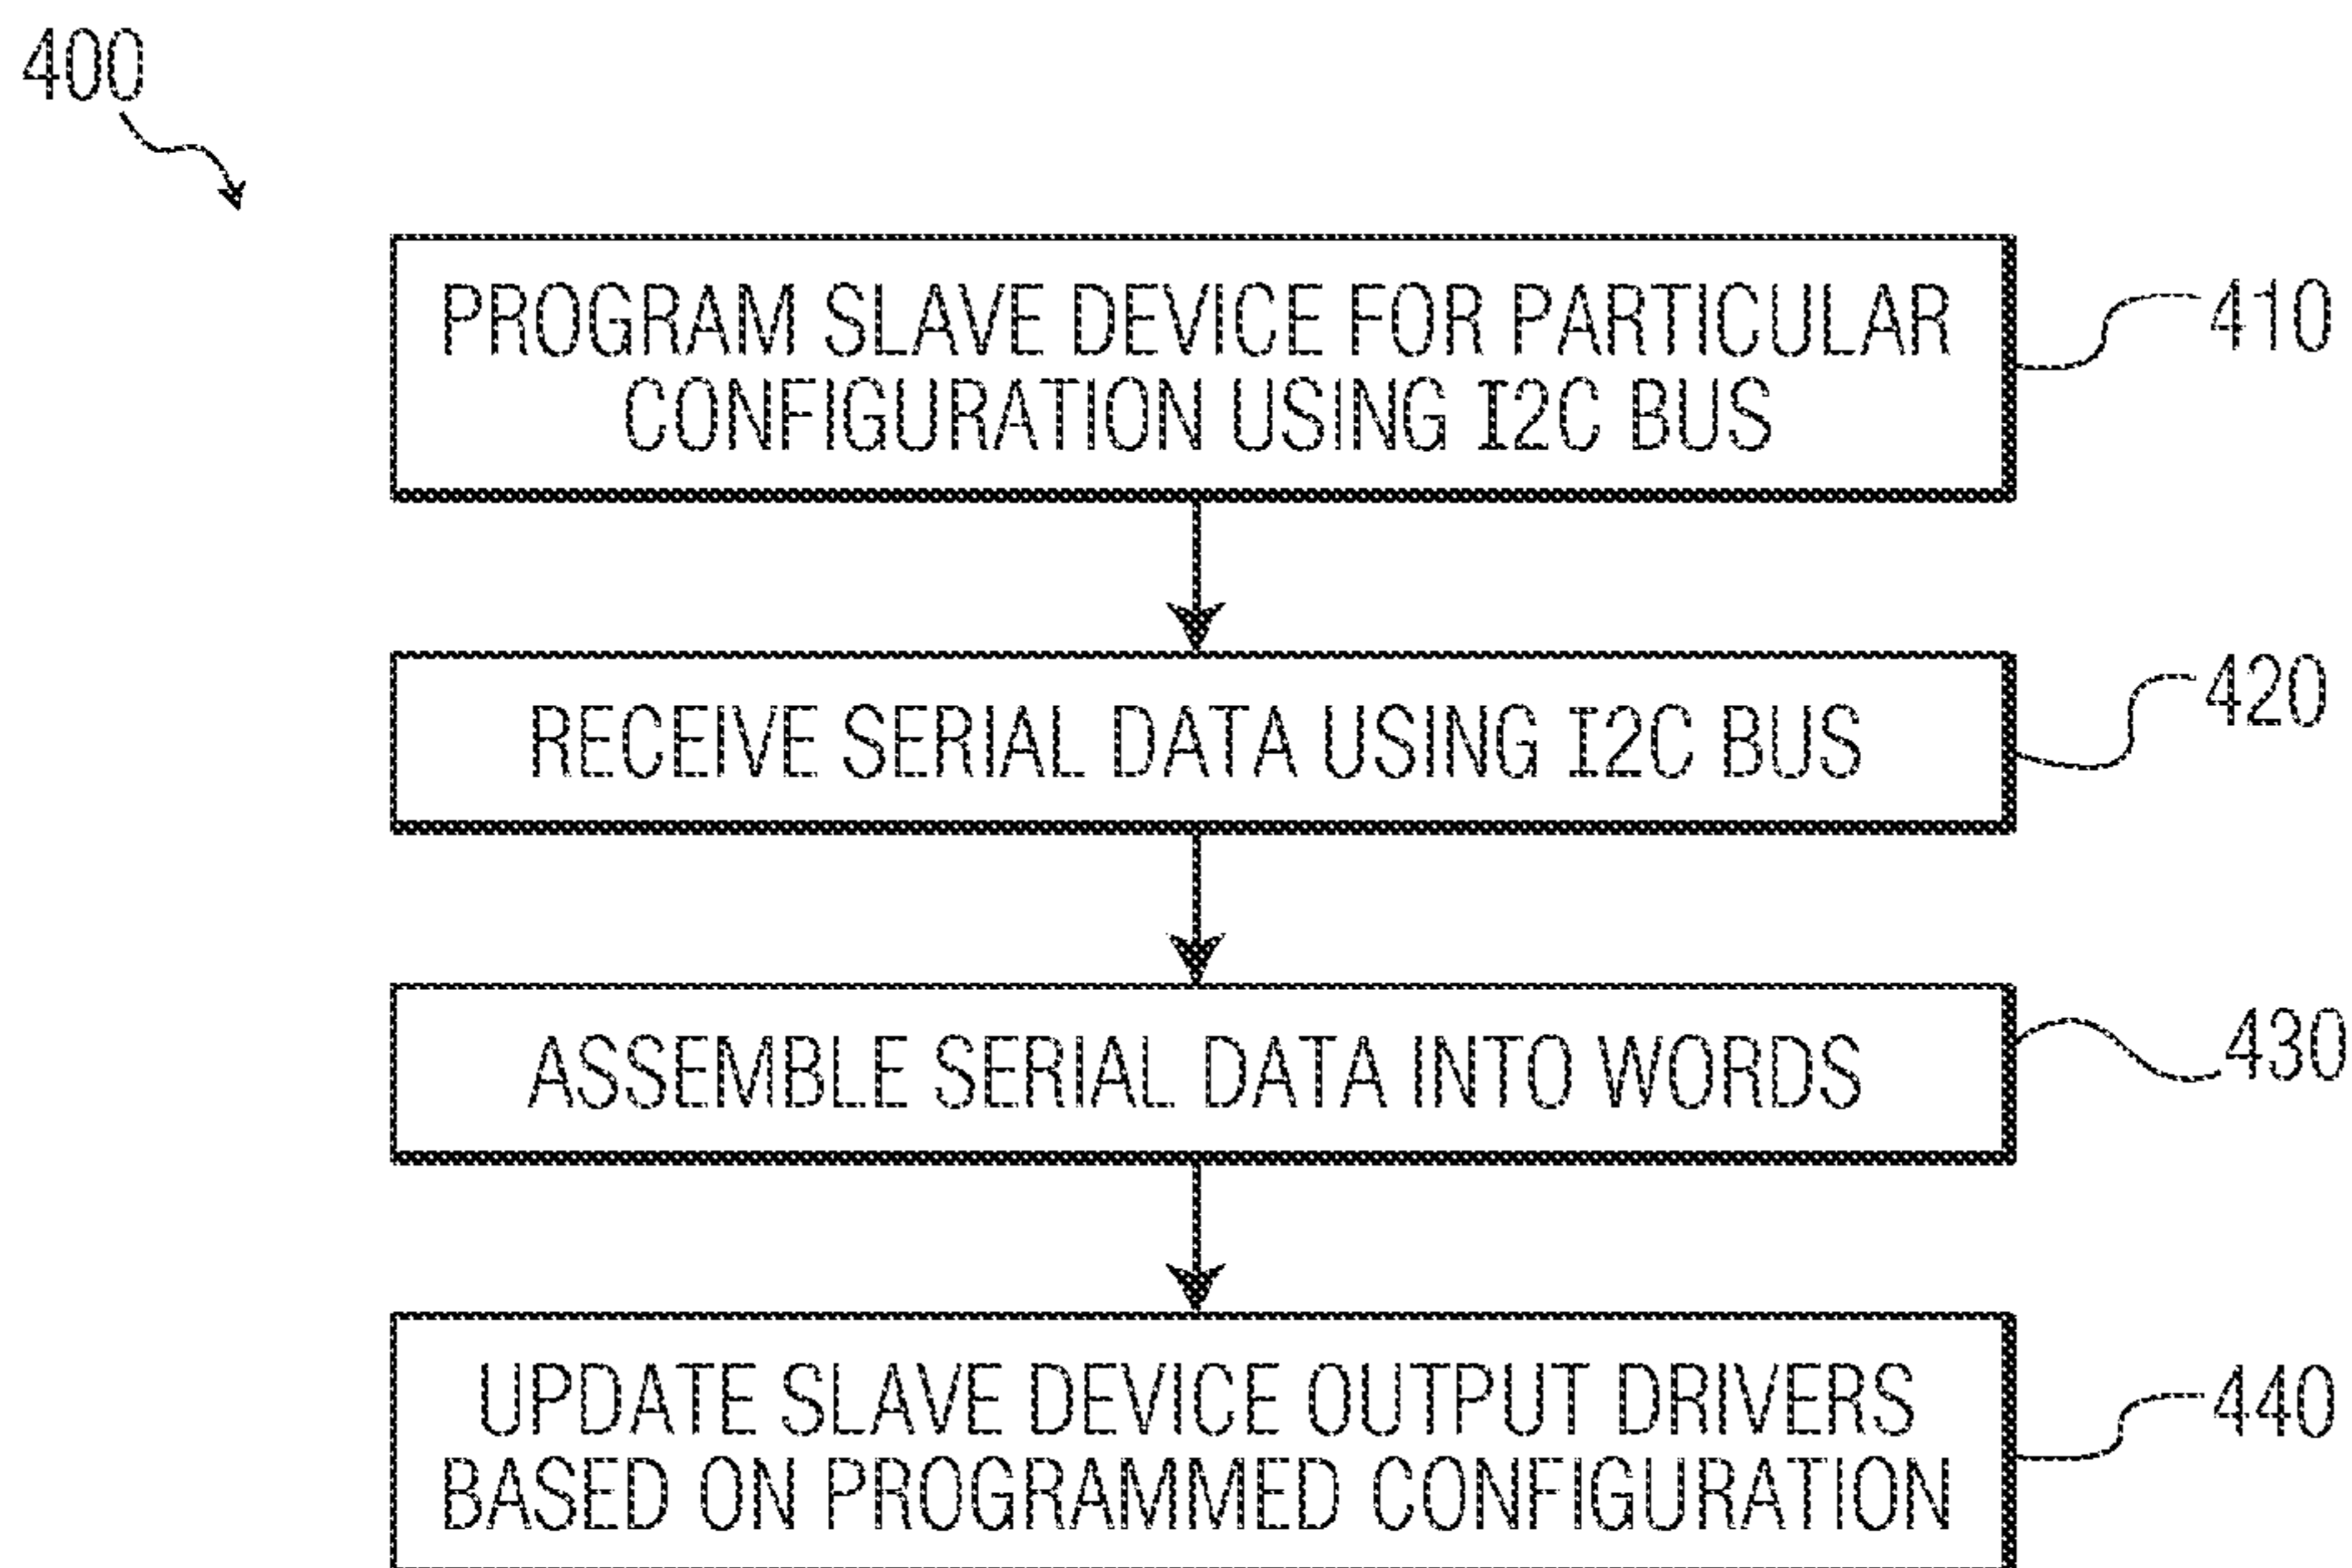 400
PROGRAM SLAVE DEVICE FOR PARTICULAR
CONFIGURATION USING I2C BUS
410
RECEIVE SERIAL DATA USING I2C BUS
420
ASSEMBLE SERIAL DATA INTO WORDS
430
UPDATE SLAVE DEVICE OUTPUT DRIVERS
BASED ON PROGRAMMED CONFIGURATION
440